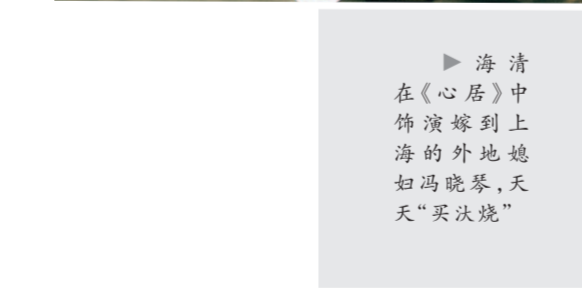 ▶ 海清
在《心居》中
饰演嫁到上
海的外地媳
妇冯晓琴,天
天“买汏烧”